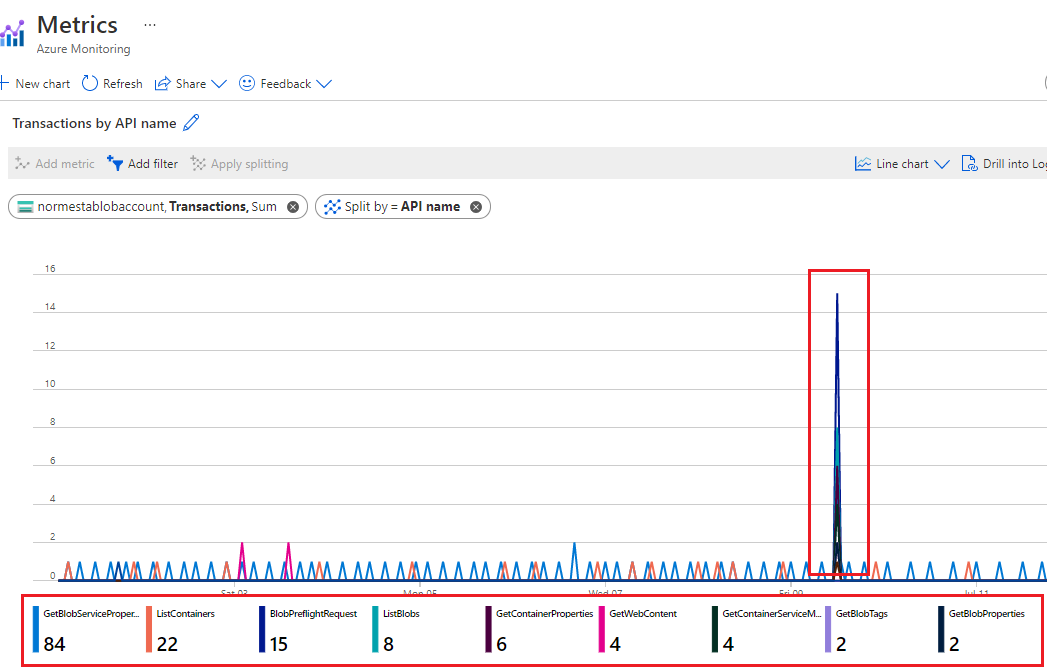 Metrics ...
Azure Monitoring
New chart Refresh Share Feedback
Transactions by API name
Add metric Add filter Apply splitting Line chart Drill into Log
normestablobaccount, Transactions, Sum Split by = API name
16
14
12
10
8
6
4
2
0
Sat 03 Mon 05 Wed 07 Fri 09 Jul 11
GetBlobServiceProper... ListContainers BlobPreflightRequest ListBlobs GetContainerProperties GetWebContent GetContainerServiceM... GetBlobTags GetBlobProperties
84 22 15 8 6 4 4 2 2